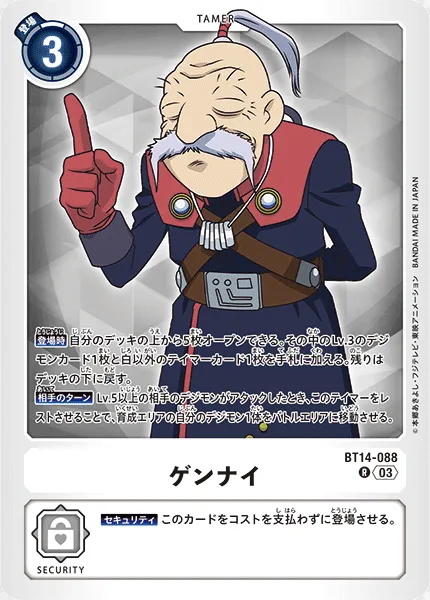 TAMER
登場
3
登場時 自分のデッキの上から5枚オープンできる。その中のLv.3のデジ
モンカード1枚と白以外のテイマーカード1枚を手札に加える。残りは
デッキの下に戻す。
相手のターン Lv.5以上の相手のデジモンがアタックしたとき、このテイマーをレ
ストさせることで、育成エリアの自分のデジモン1体をバトルエリアに移動させる。
©本郷あきよし・フジテレビ・東映アニメーション BANDAI MADE IN JAPAN
BT14-088
ゲンナイ
R 03
セキュリティ このカードをコストを支払わずに登場させる。
SECURITY